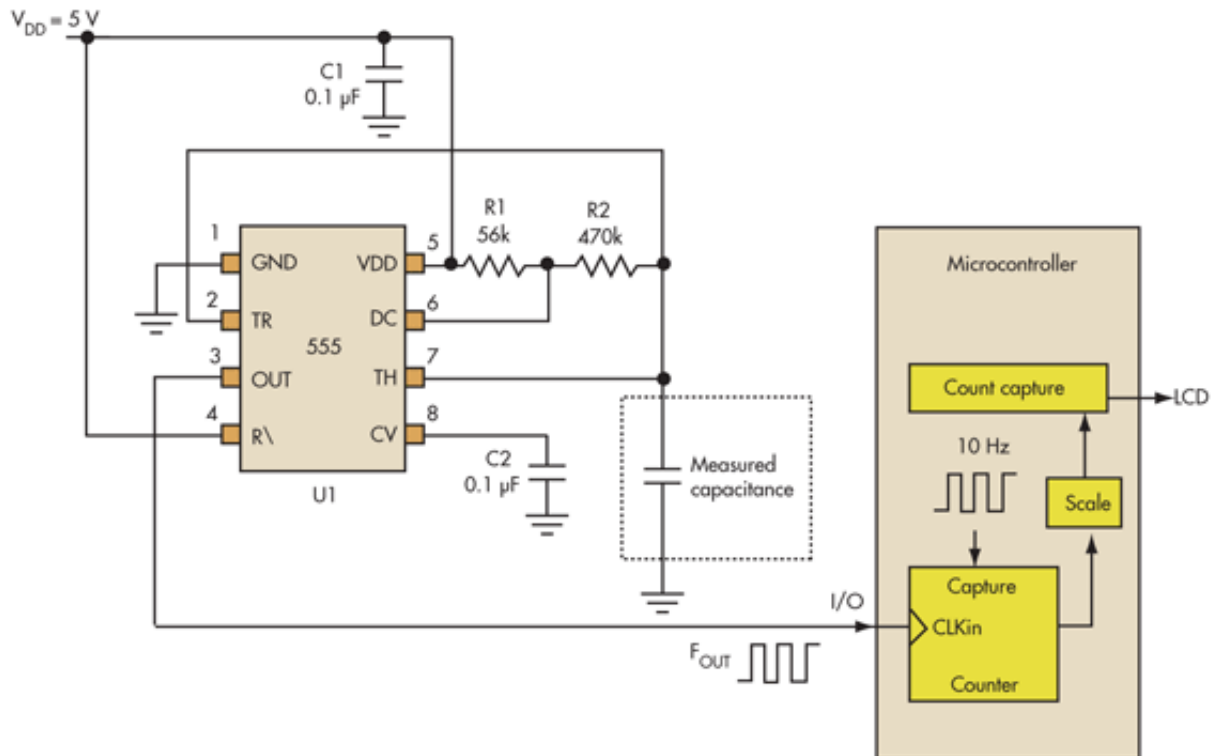 VDD = 5 V
C1
0.1 µF
R1
56k
R2
470k
1
GND
2
TR
3
OUT
4
R\
555
U1
VDD
5
DC
6
TH
7
CV
8
C2
0.1 µF
Measured
capacitance
I/O
FOUT
Microcontroller
Count capture
LCD
10 Hz
Scale
Capture
CLKin
Counter